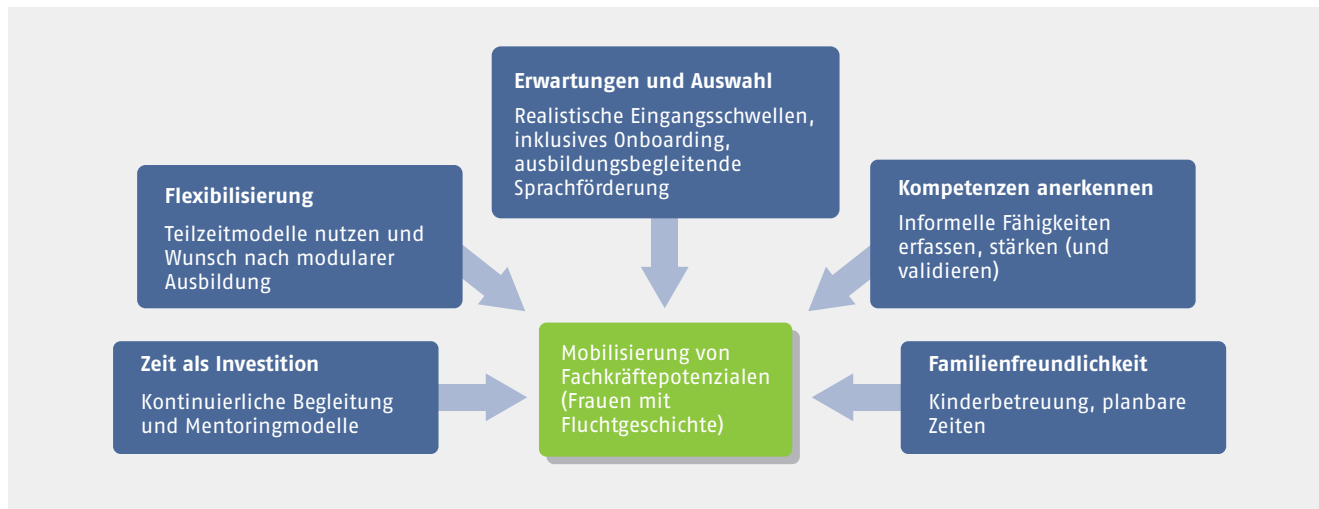 Erwartungen und Auswahl
Realistische Eingangsschwellen,
inklusives Onboarding,
ausbildungsbegleitende
Sprachförderung
Flexibilisierung
Teilzeitmodelle nutzen und
Wunsch nach modularer
Ausbildung
Kompetenzen anerkennen
Informelle Fähigkeiten
erfassen, stärken (und
validieren)
Zeit als Investition
Kontinuierliche Begleitung
und Mentoringmodelle
Mobilisierung von
Fachkräftepotenzialen
(Frauen mit
Fluchtgeschichte)
Familienfreundlichkeit
Kinderbetreuung, planbare
Zeiten